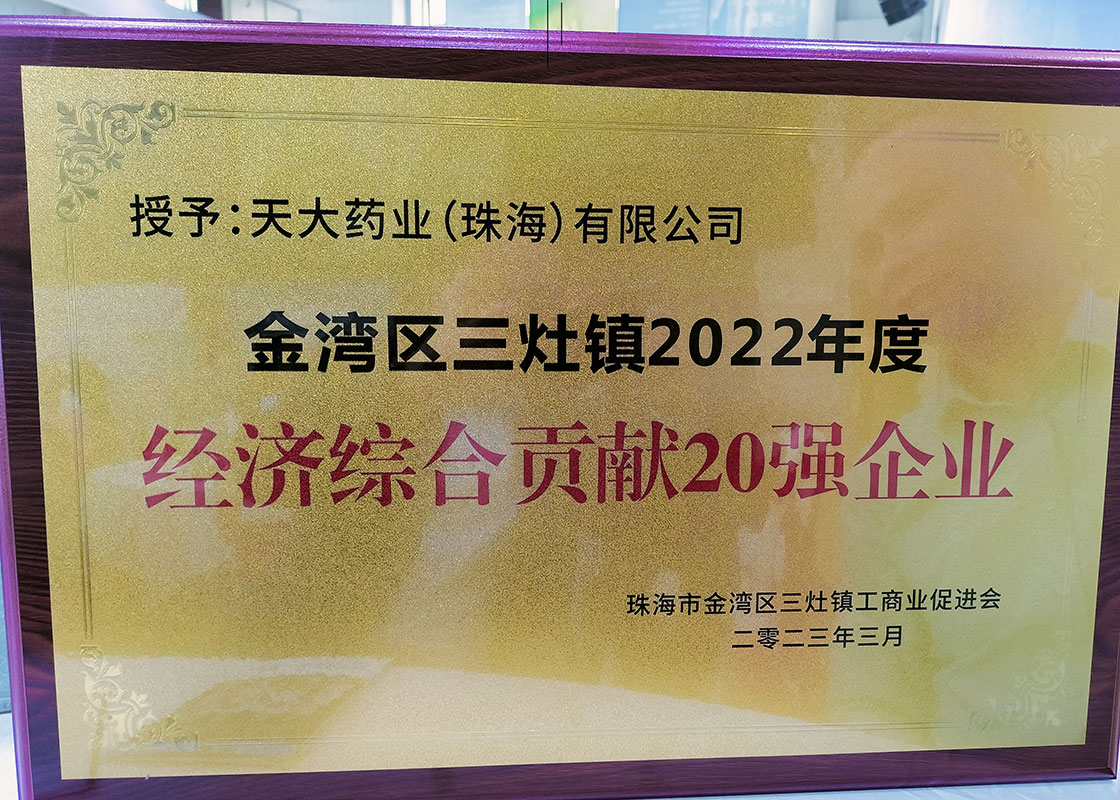 授予：天大药业（珠海）有限公司
金湾区三灶镇2022年度
经济综合贡献20强企业
珠海市金湾区三灶镇工商业促进会
二零二三年三月